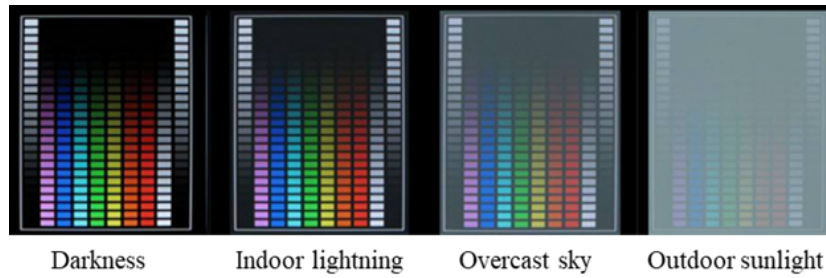 Darkness
Indoor lightning
Overcast sky
Outdoor sunlight